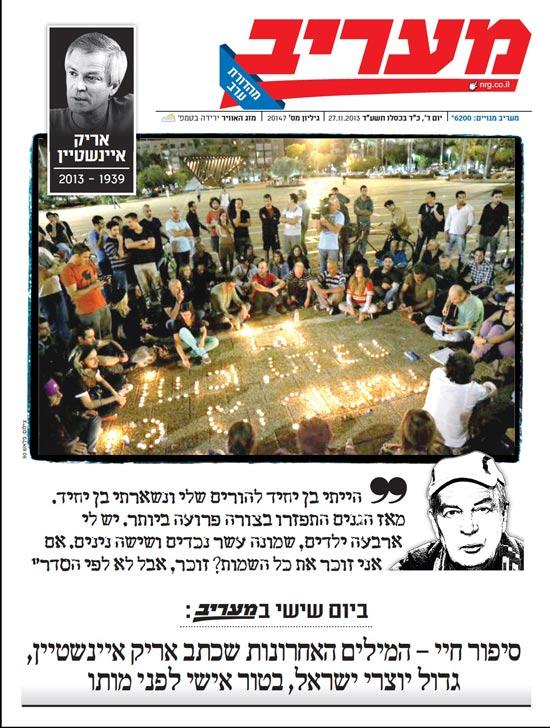 מעריב
nrg.co.il
מהדורת
ערב
אריק
איינשטיין
1939 – 2013
מעריב מנויים: 6200* | יום ד', כ"ד בכסלו תשע"ד 27.11.2013 | גיליון מס' 20147 | מזג האוויר ירידה בטמפ'
צילום: פלאש 90
הייתי בן יחיד להורים שלי ונשארתי בן יחיד.
מאז הגנים התפזרו בצורה פרועה ביותר. יש לי
ארבעה ילדים, שמונה עשר נכדים ושישה נינים. אם
אני זוכר את כל השמות? זוכר, אבל לא לפי הסדר"
ביום שישי במעריב:
סיפור חיי – המילים האחרונות שכתב אריק איינשטיין,
גדול יוצרי ישראל, בטור אישי לפני מותו